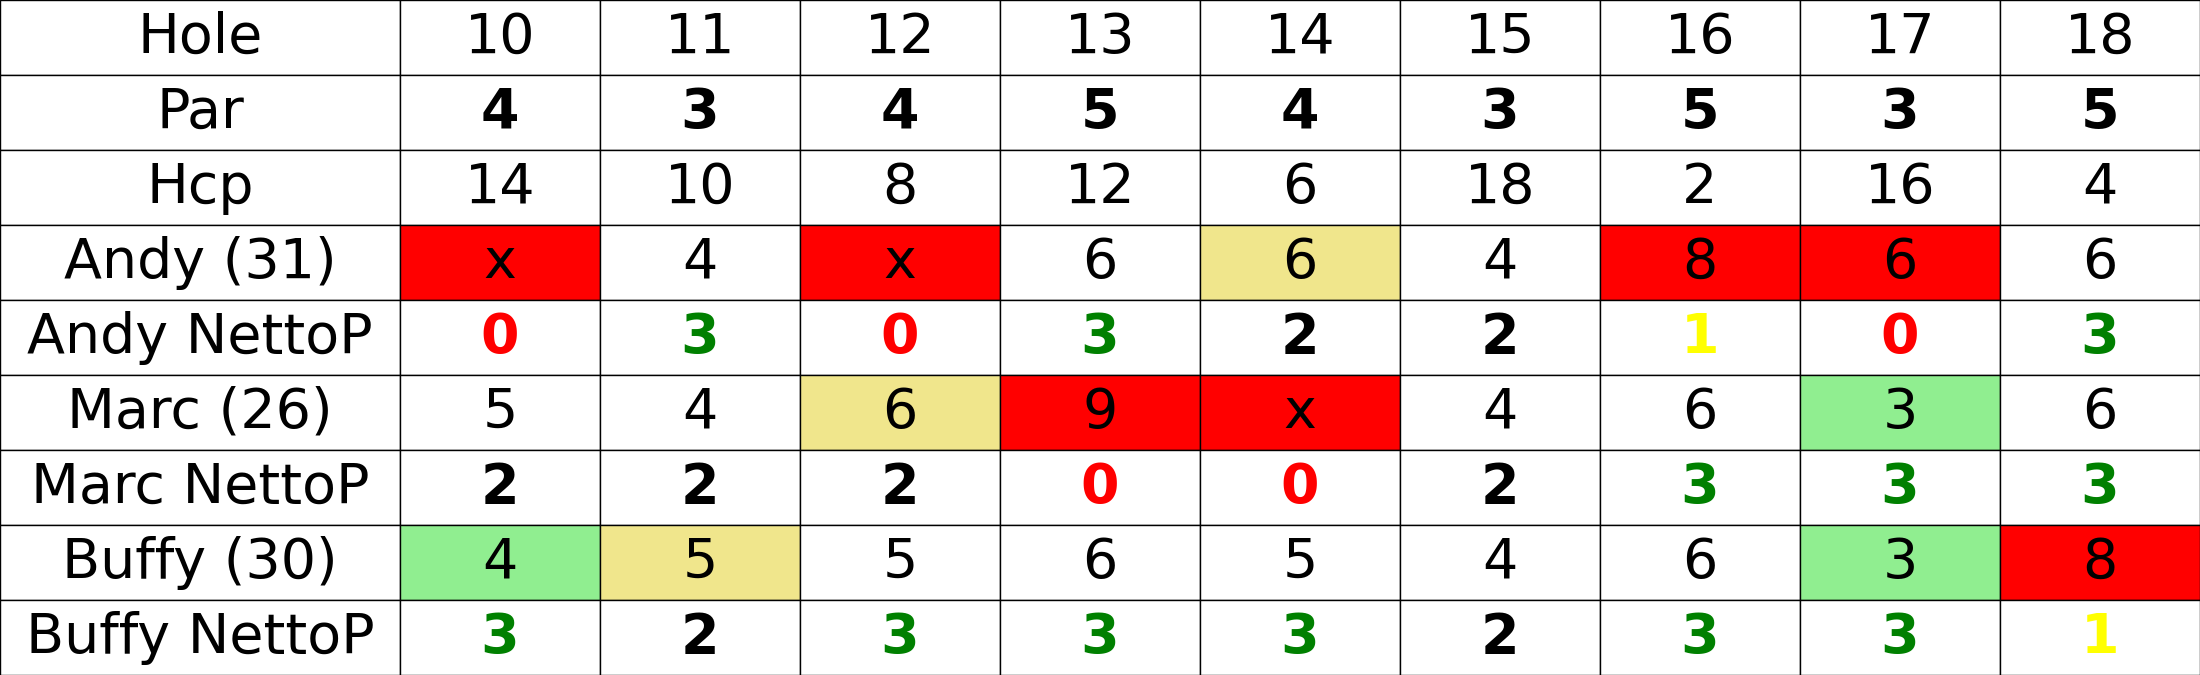 Hole 10 11 12 13 14 15 16 17 18
Par 4 3 4 5 4 3 5 3 5
Hcp 14 10 8 12 6 18 2 16 4
Andy (31) x 4 x 6 6 4 8 6 6
Andy NettoP 0 3 0 3 2 2 1 0 3
Marc (26) 5 4 6 9 x 4 6 3 6
Marc NettoP 2 2 2 0 0 2 3 3 3
Buffy (30) 4 5 5 6 5 4 6 3 8
Buffy NettoP 3 2 3 3 3 2 3 3 1